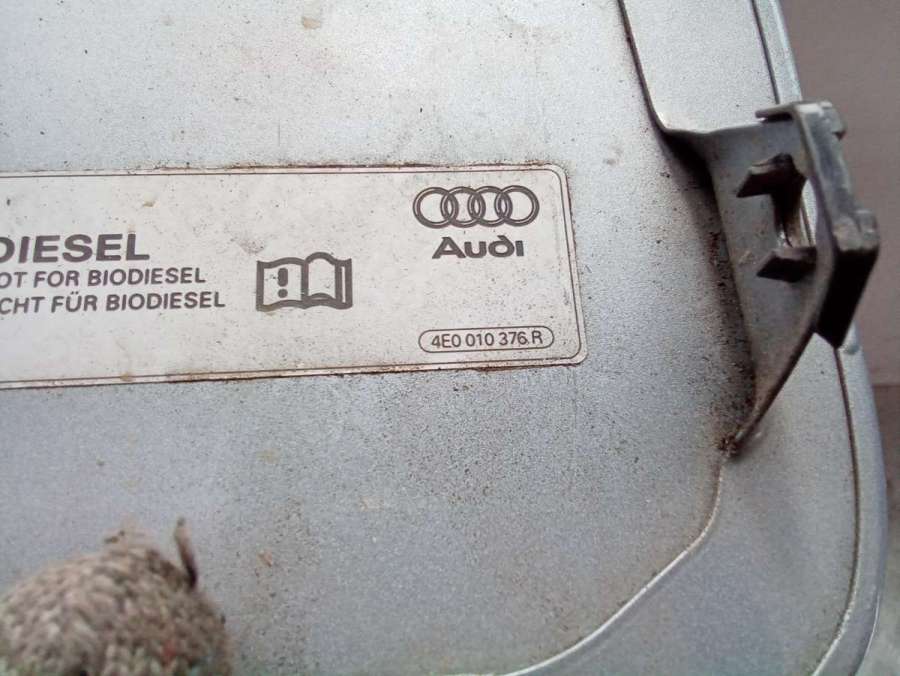 DIESEL
OT FOR BIODIESEL
CHT FÜR BIODIESEL
Audi
4E0 010 376 R